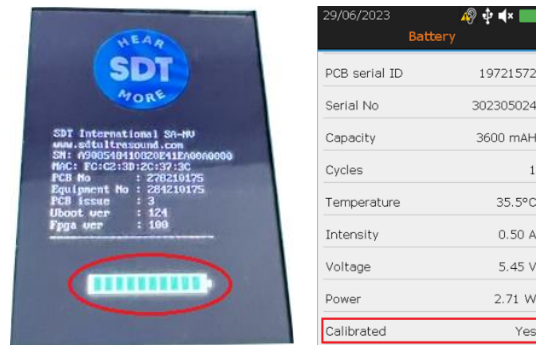 HEAR
SDT
MORE
SDT International SA-NV
www.sdtultrasound.com
MAC: FC:C2:3D:2C:37:3C
PCB No : 278210175
Equipment No : 284210175
PCB issue : 3
Uboot ver : 124
Fpga ver : 100
29/06/2023
Battery
PCB serial ID 19721572
Serial No 302305024
Capacity 3600 mAH
Cycles 1
Temperature 35.5°C
Intensity 0.50 A
Voltage 5.45 V
Power 2.71 W
Calibrated Yes